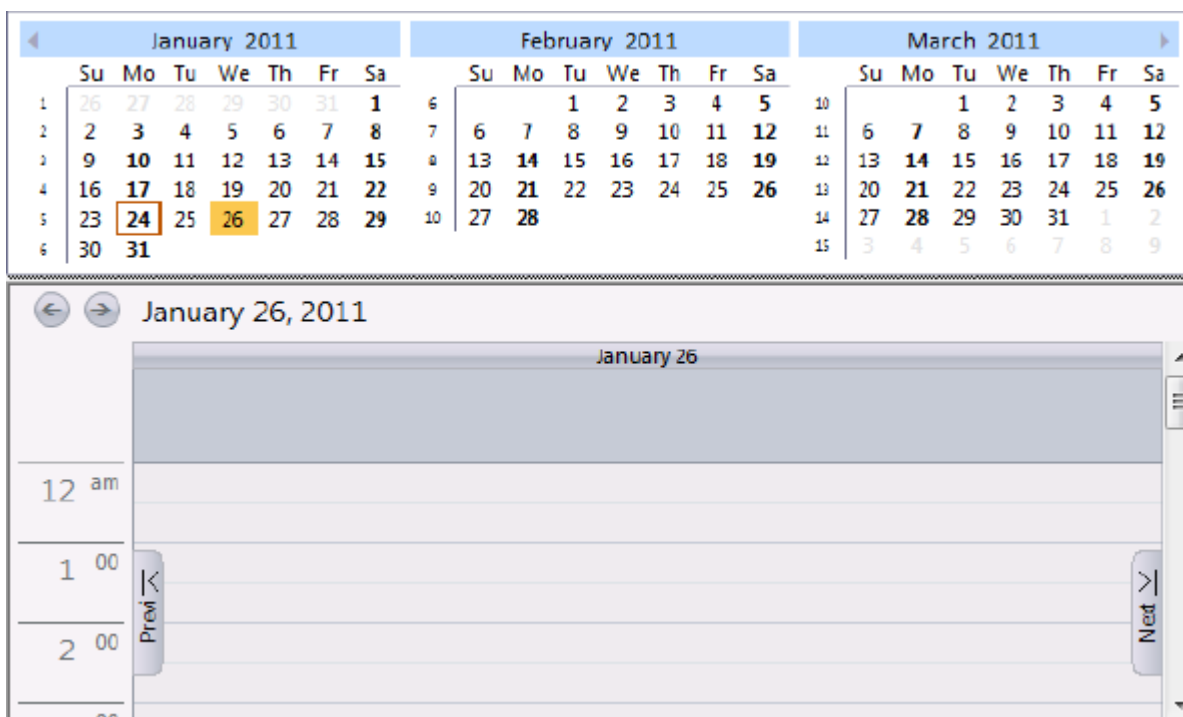 January 2011 February 2011 March 2011
Su Mo Tu We Th Fr Sa Su Mo Tu We Th Fr Sa Su Mo Tu We Th Fr Sa
1 26 27 28 29 30 31 1 6 1 2 3 4 5 10 1 2 3 4 5
2 2 3 4 5 6 7 8 7 6 7 8 9 10 11 12 11 6 7 8 9 10 11 12
3 9 10 11 12 13 14 15 8 13 14 15 16 17 18 19 12 13 14 15 16 17 18 19
4 16 17 18 19 20 21 22 9 20 21 22 23 24 25 26 13 20 21 22 23 24 25 26
5 23 24 25 26 27 28 29 10 27 28 14 27 28 29 30 31 1 2
6 30 31 15 3 4 5 6 7 8 9
January 26, 2011
January 26
12 am
1 00
Previ
Next
2 00